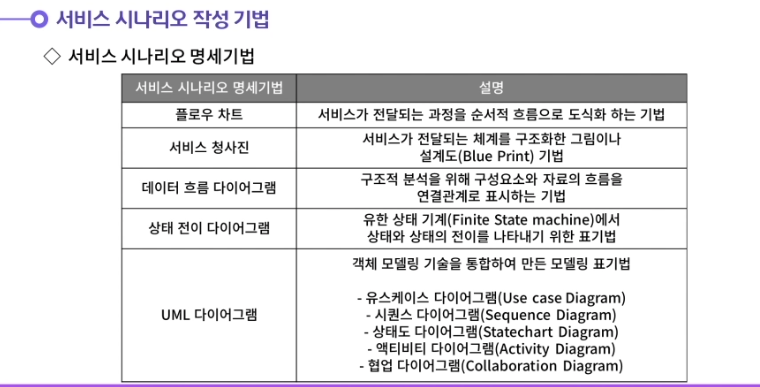 서비스 시나리오 작성 기법
◇ 서비스 시나리오 명세기법
서비스 시나리오 명세기법
설명
플로우 차트
서비스가 전달되는 과정을 순서적 흐름으로 도식화 하는 기법
서비스 청사진
서비스가 전달되는 체계를 구조화한 그림이나
설계도(Blue Print) 기법
데이터 흐름 다이어그램
구조적 분석을 위해 구성요소와 자료의 흐름을
연결관계로 표시하는 기법
상태 전이 다이어그램
유한 상태 기계(Finite State machine)에서
상태와 상태의 전이를 나타내기 위한 표기법
UML 다이어그램
객체 모델링 기술을 통합하여 만든 모델링 표기법
- 유스케이스 다이어그램(Use case Diagram)
- 시퀀스 다이어그램(Sequence Diagram)
- 상태도 다이어그램(Statechart Diagram)
- 액티비티 다이어그램(Activity Diagram)
- 협업 다이어그램(Collaboration Diagram)